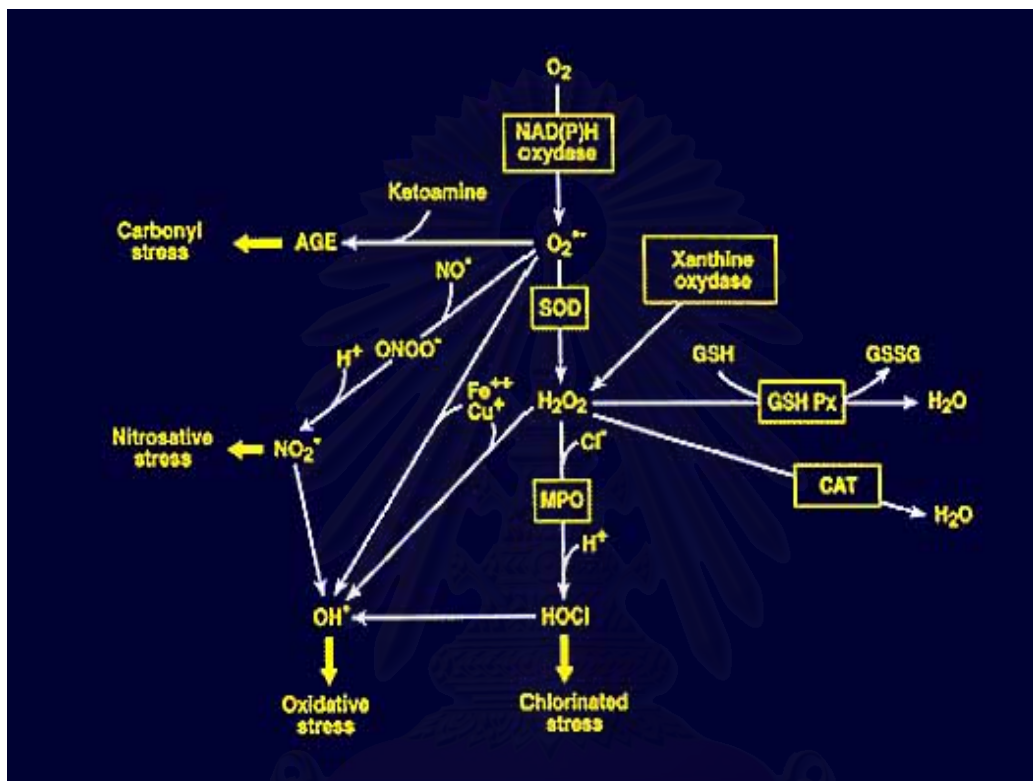 O₂
NAD(P)H
oxydase
Ketoamine
Carbonyl
stress
AGE
O₂•-
Xanthine
oxydase
NO•
SOD
H⁺
ONOO⁻
GSH
GSSG
Fe⁺⁺
Cu⁺
H₂O₂
GSH Px
H₂O
Nitrosative
stress
NO₂•
Cl⁻
CAT
MPO
H₂O
H⁺
OH•
HOCl
Oxidative
stress
Chlorinated
stress